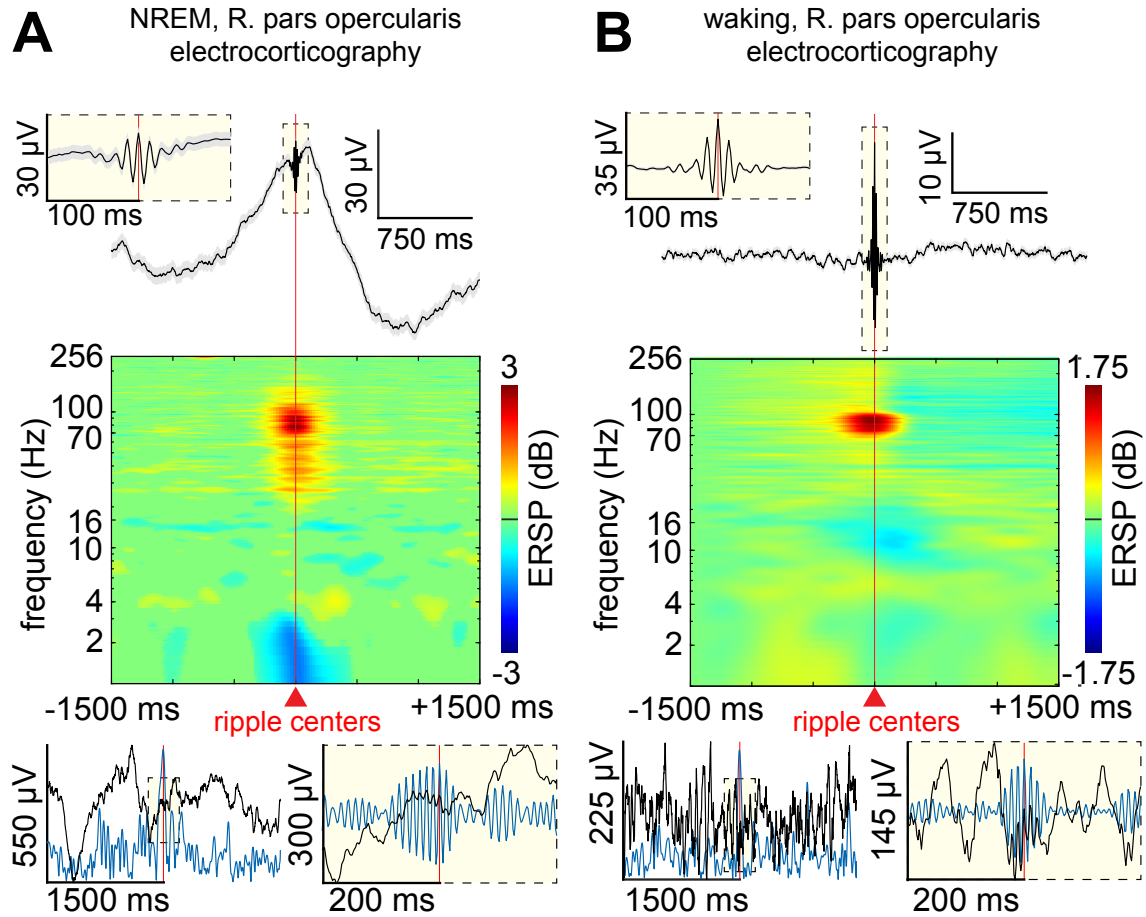 A
NREM, R. pars opercularis
electrocorticography
30 µV
100 ms
30 µV
750 ms
256
100
70
16
10
4
2
frequency (Hz)
3
-3
ERSP (dB)
-1500 ms
ripple centers
+1500 ms
550 µV
1500 ms
300 µV
200 ms
B
waking, R. pars opercularis
electrocorticography
35 µV
100 ms
10 µV
750 ms
256
100
70
16
10
4
2
frequency (Hz)
1.75
-1.75
ERSP (dB)
-1500 ms
ripple centers
+1500 ms
225 µV
1500 ms
145 µV
200 ms